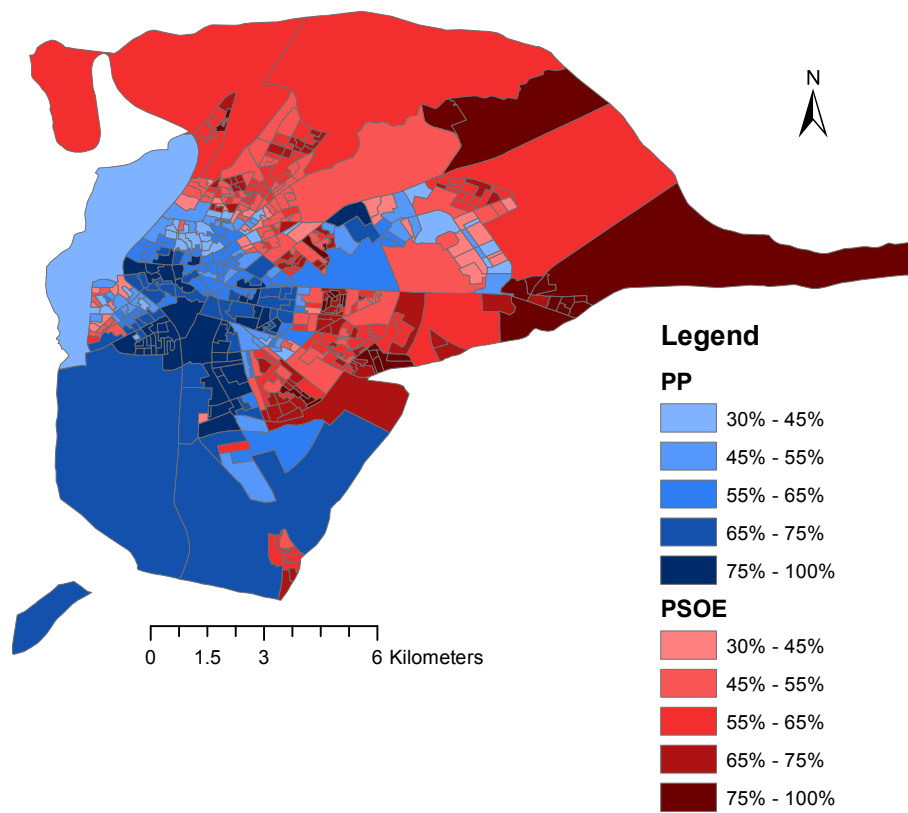 N
Legend
PP
30% - 45%
45% - 55%
55% - 65%
65% - 75%
75% - 100%
PSOE
30% - 45%
45% - 55%
55% - 65%
65% - 75%
75% - 100%
0 1.5 3 6 Kilometers